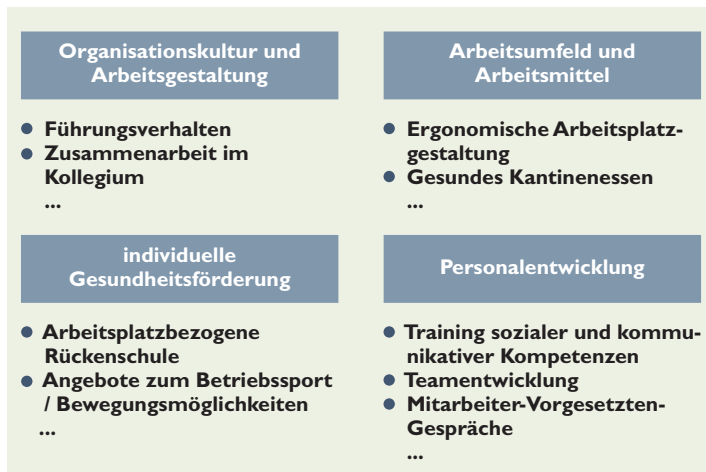 Organisationskultur und
Arbeitsgestaltung
• Führungsverhalten
• Zusammenarbeit im
Kollegium
...
Arbeitsumfeld und
Arbeitsmittel
• Ergonomische Arbeitsplatz-
gestaltung
• Gesundes Kantinenessen
...
individuelle
Gesundheitsförderung
• Arbeitsplatzbezogene
Rückenschule
• Angebote zum Betriebssport
/ Bewegungsmöglichkeiten
...
Personalentwicklung
• Training sozialer und kommu-
nikativer Kompetenzen
• Teamentwicklung
• Mitarbeiter-Vorgesetzten-
Gespräche
...